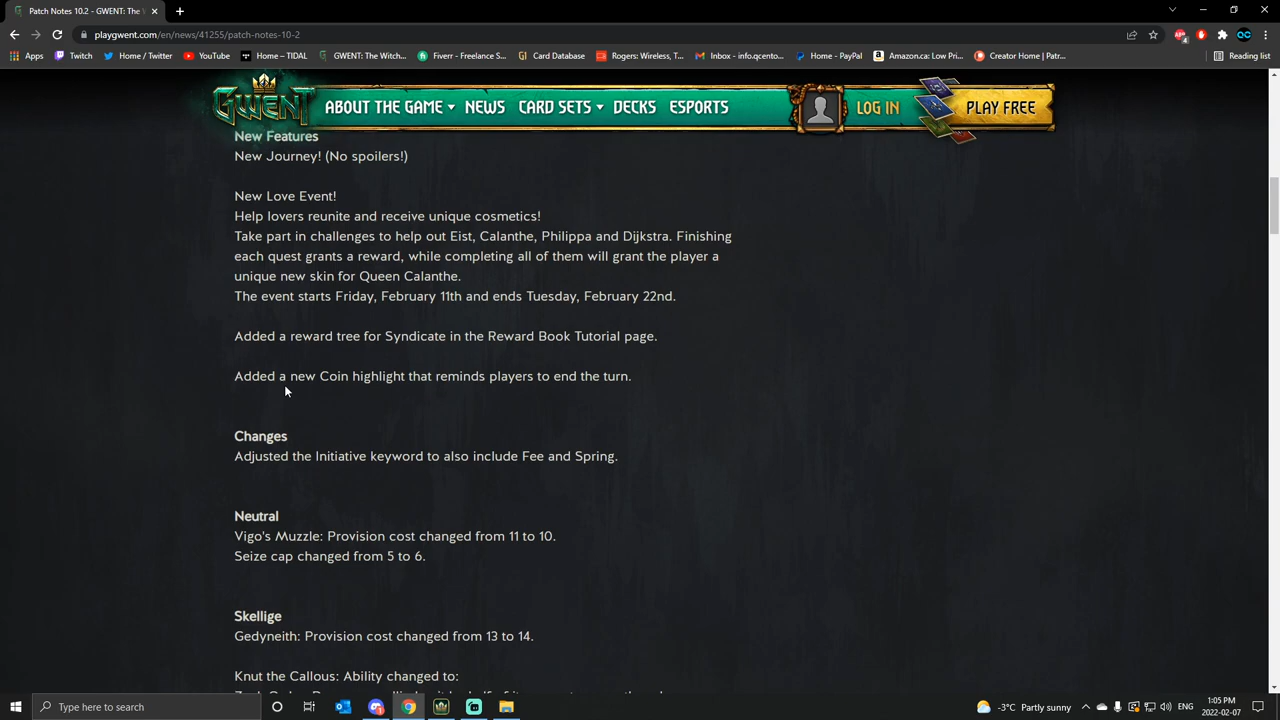 Patch Notes 10.2 - GWENT: The W
playgwent.com/en/news/41255/patch-notes-10-2
Apps Twitch Home / Twitter YouTube Home – TIDAL GWENT: The Witch... Fiverr - Freelance S... Card Database Rogers: Wireless, T... Inbox - info.qcento... Home - PayPal Amazon.ca: Low Pri... Creator Home | Patr... Reading list
GWENT ABOUT THE GAME NEWS CARD SETS DECKS ESPORTS LOG IN PLAY FREE
New Features
New Journey! (No spoilers!)
New Love Event!
Help lovers reunite and receive unique cosmetics!
Take part in challenges to help out Eist, Calanthe, Philippa and Dijkstra. Finishing
each quest grants a reward, while completing all of them will grant the player a
unique new skin for Queen Calanthe.
The event starts Friday, February 11th and ends Tuesday, February 22nd.
Added a reward tree for Syndicate in the Reward Book Tutorial page.
Added a new Coin highlight that reminds players to end the turn.
Changes
Adjusted the Initiative keyword to also include Fee and Spring.
Neutral
Vigo's Muzzle: Provision cost changed from 11 to 10.
Seize cap changed from 5 to 6.
Skellige
Gedyneith: Provision cost changed from 13 to 14.
Knut the Callous: Ability changed to:
Type here to search
-3°C Partly sunny
ENG
1:05 PM
2022-02-07